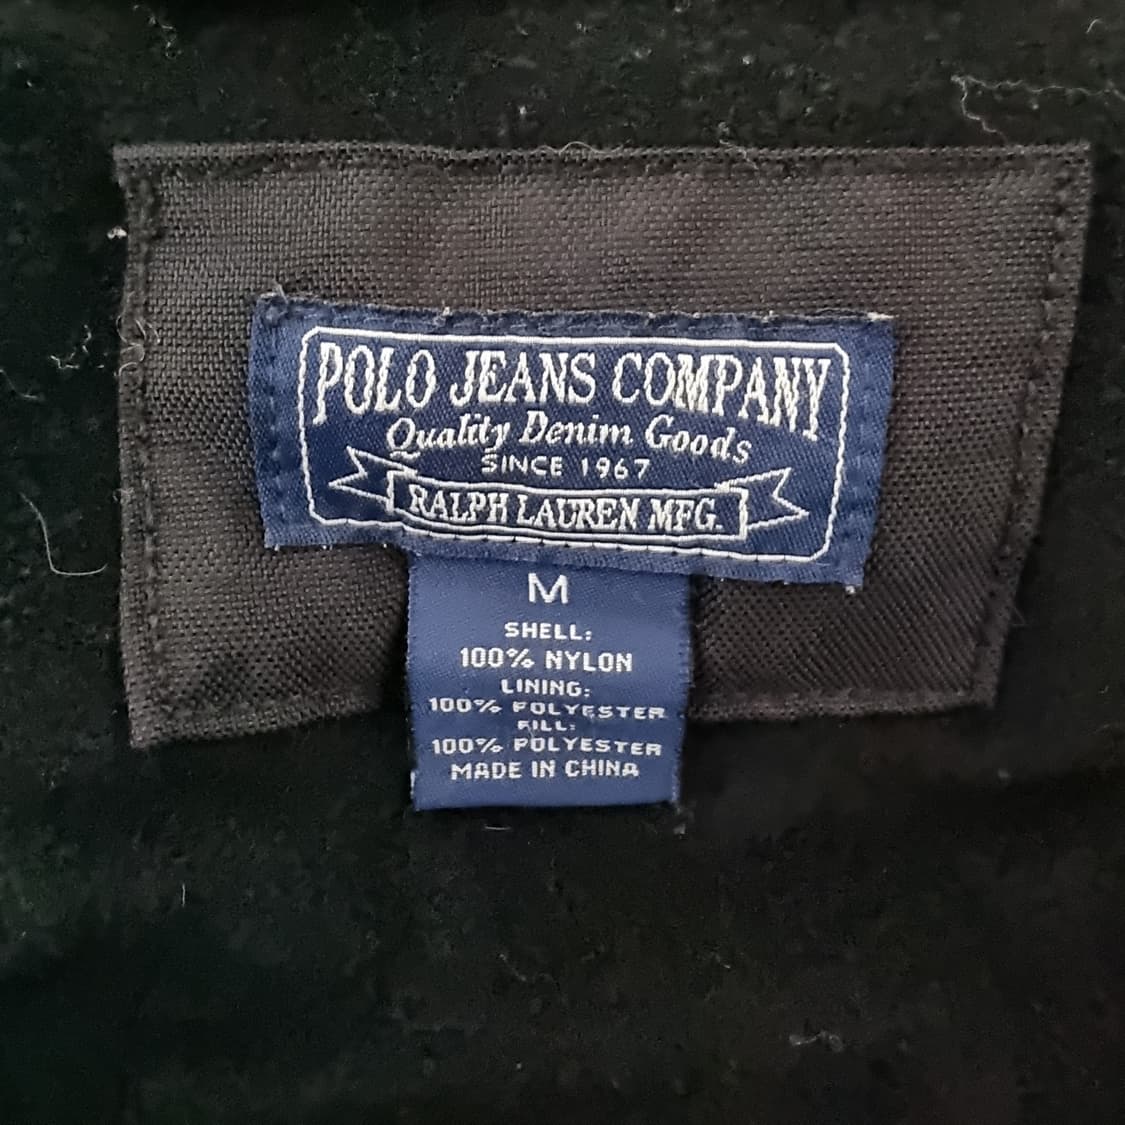 POLO JEANS COMPANY
Quality Denim Goods
SINCE 1967
RALPH LAUREN MFG.
M
SHELL:
100% NYLON
LINING:
100% POLYESTER
FILL:
100% POLYESTER
MADE IN CHINA